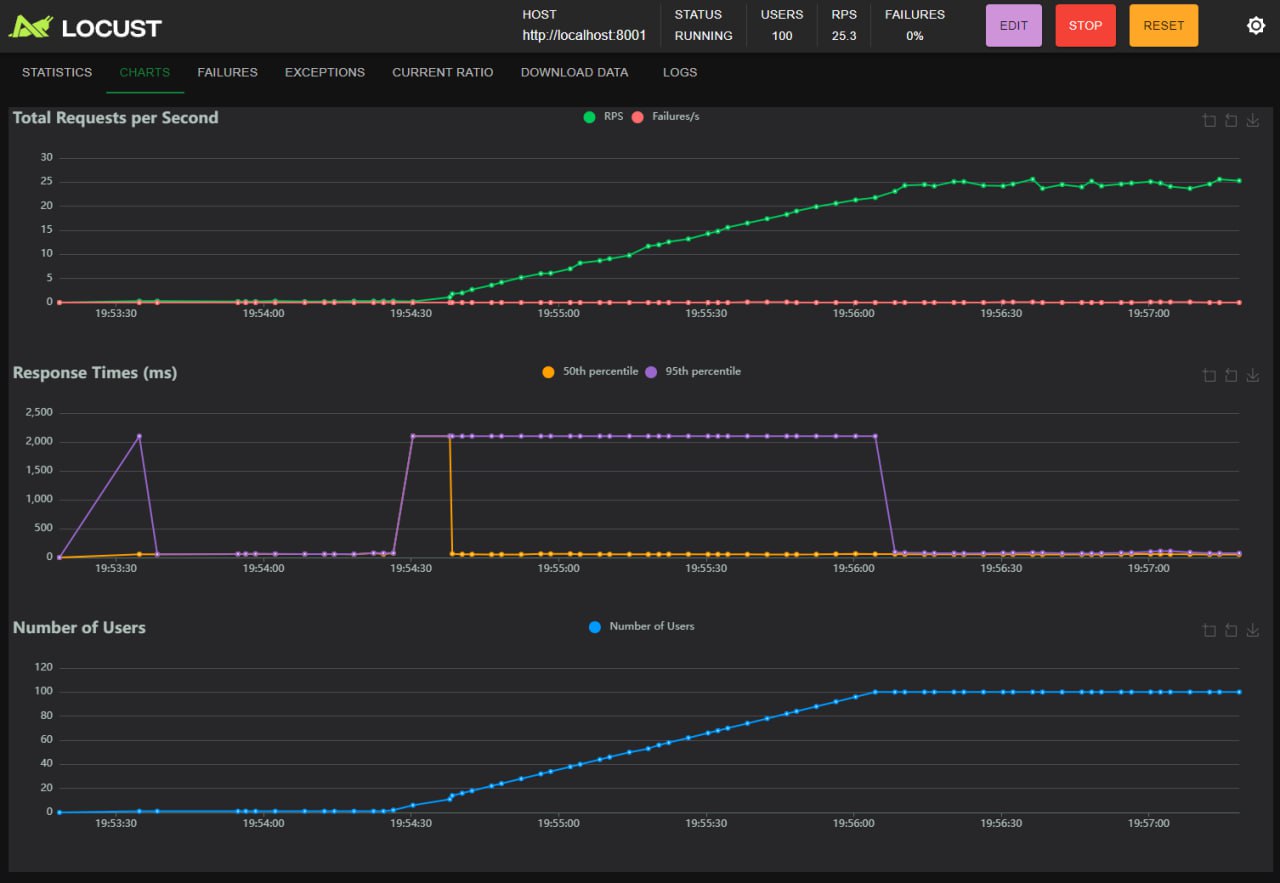 LOCUST
HOST
http://localhost:8001
STATUS
RUNNING
USERS
100
RPS
25.3
FAILURES
0%
EDIT
STOP
RESET
STATISTICS CHARTS FAILURES EXCEPTIONS CURRENT RATIO DOWNLOAD DATA LOGS
Total Requests per Second
RPS Failures/s
30
25
20
15
10
5
0
19:53:30 19:54:00 19:54:30 19:55:00 19:55:30 19:56:00 19:56:30 19:57:00
Response Times (ms)
50th percentile 95th percentile
2,500
2,000
1,500
1,000
500
0
19:53:30 19:54:00 19:54:30 19:55:00 19:55:30 19:56:00 19:56:30 19:57:00
Number of Users
Number of Users
120
100
80
60
40
20
0
19:53:30 19:54:00 19:54:30 19:55:00 19:55:30 19:56:00 19:56:30 19:57:00